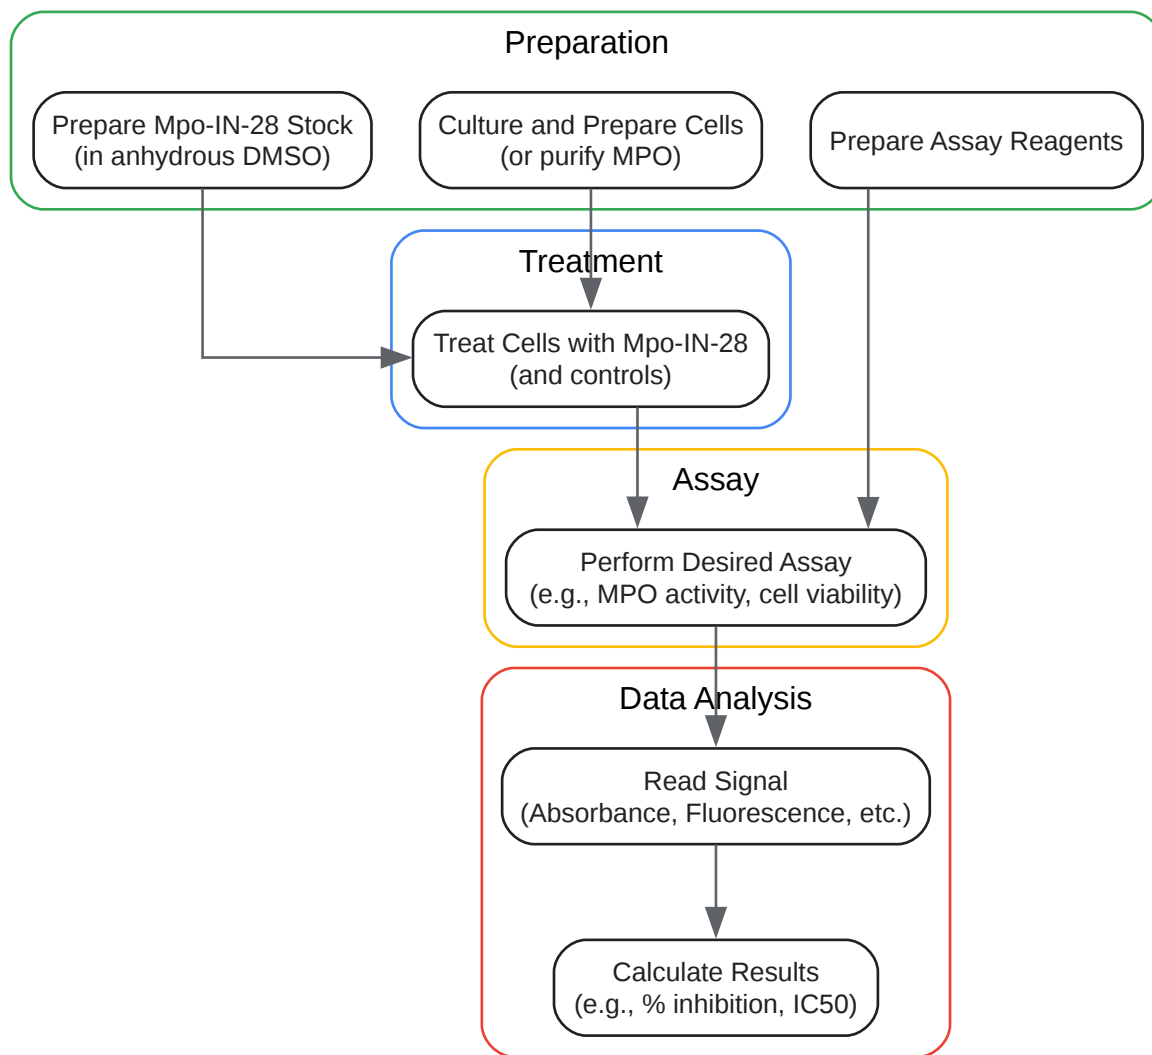 Preparation
Prepare Mpo-IN-28 Stock
(in anhydrous DMSO)
Culture and Prepare Cells
(or purify MPO)
Prepare Assay Reagents
Treatment
Treat Cells with Mpo-IN-28
(and controls)
Assay
Perform Desired Assay
(e.g., MPO activity, cell viability)
Data Analysis
Read Signal
(Absorbance, Fluorescence, etc.)
Calculate Results
(e.g., % inhibition, IC50)